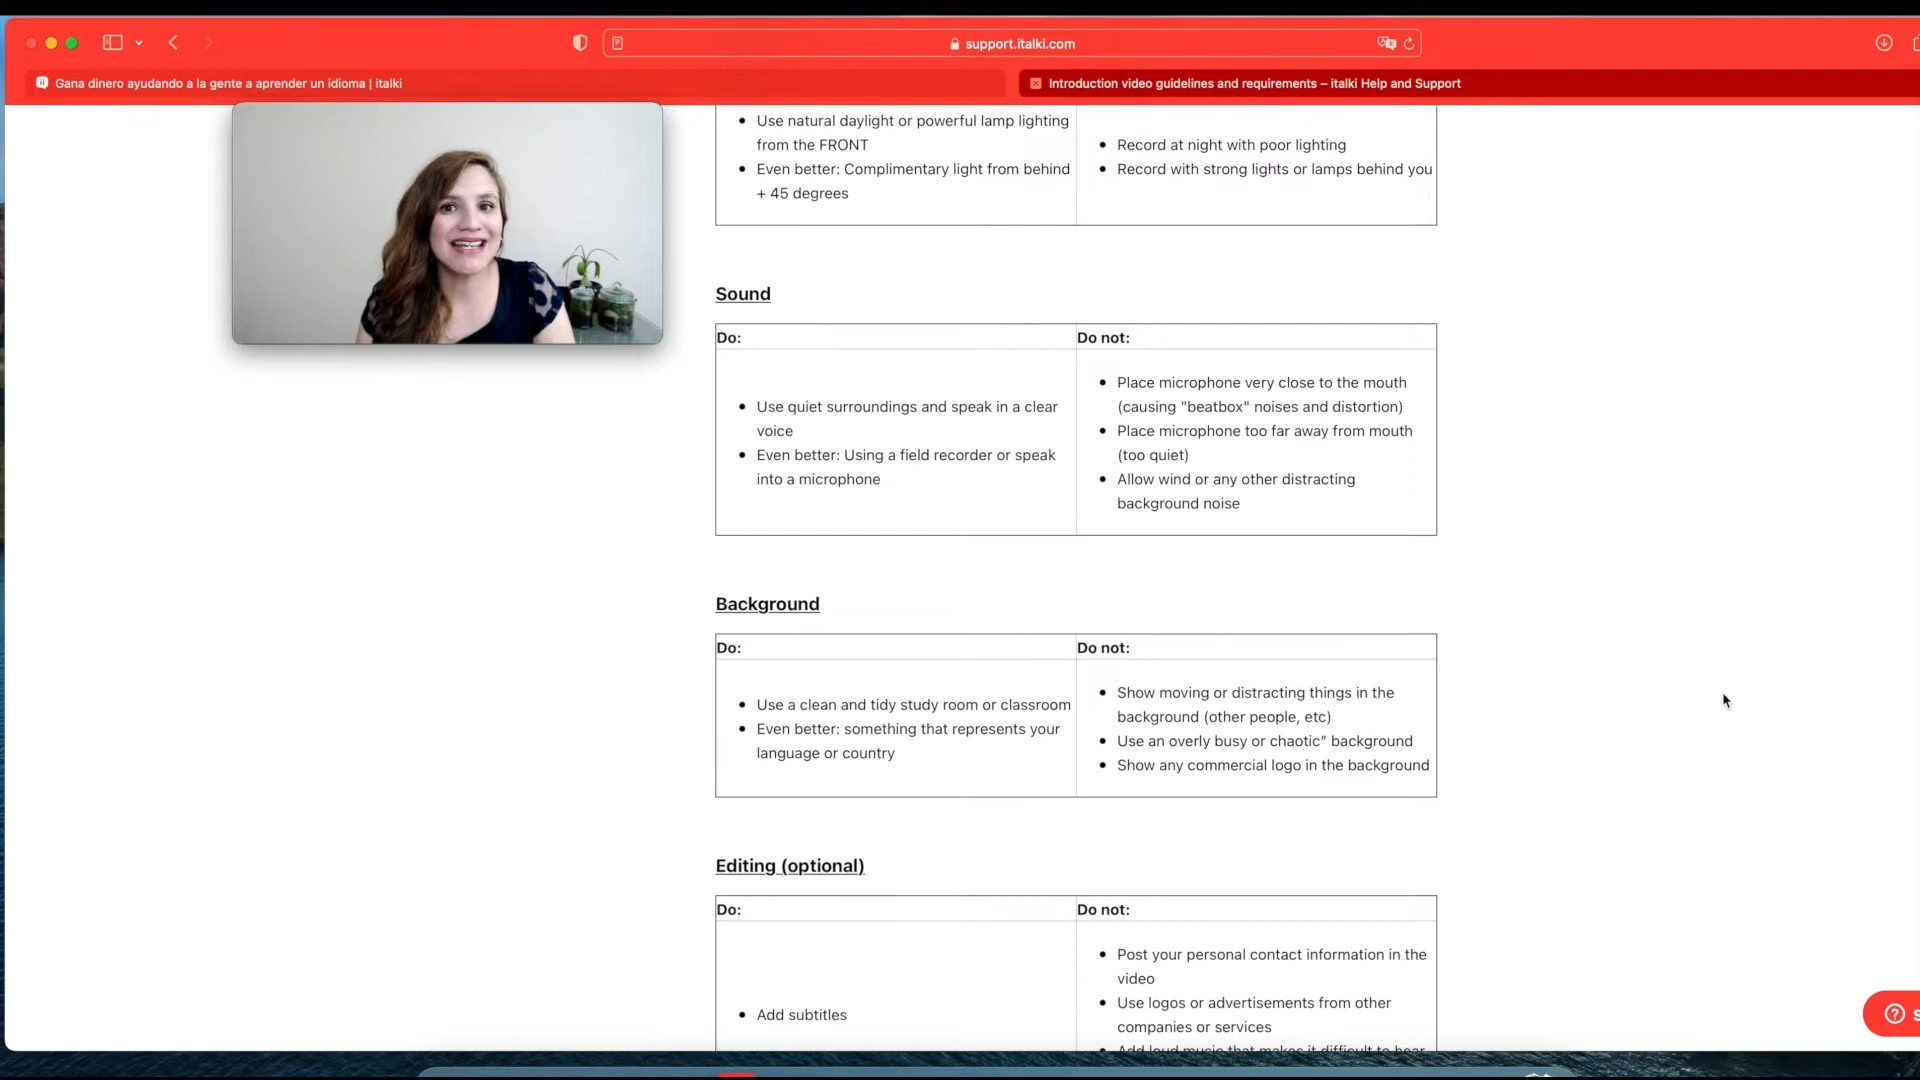 support.italki.com
Gana dinero ayudando a la gente a aprender un idioma | italki
Introduction video guidelines and requirements – italki Help and Support
Use natural daylight or powerful lamp lighting
from the FRONT
Even better: Complimentary light from behind
+ 45 degrees
Record at night with poor lighting
Record with strong lights or lamps behind you
Sound
Do:
Do not:
Use quiet surroundings and speak in a clear
voice
Even better: Using a field recorder or speak
into a microphone
Place microphone very close to the mouth
(causing "beatbox" noises and distortion)
Place microphone too far away from mouth
(too quiet)
Allow wind or any other distracting
background noise
Background
Do:
Do not:
Use a clean and tidy study room or classroom
Even better: something that represents your
language or country
Show moving or distracting things in the
background (other people, etc)
Use an overly busy or chaotic” background
Show any commercial logo in the background
Editing (optional)
Do:
Do not:
Add subtitles
Post your personal contact information in the
video
Use logos or advertisements from other
companies or services
Add loud music that makes it difficult to hear